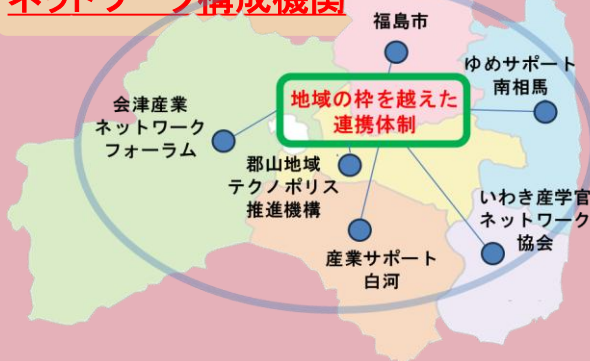 ネットワーク構成機関
福島市
ゆめサポート
南相馬
地域の枠を越えた
連携体制
会津産業
ネットワーク
フォーラム
郡山地域
テクノポリス
推進機構
いわき産学官
ネットワーク
協会
産業サポート
白河